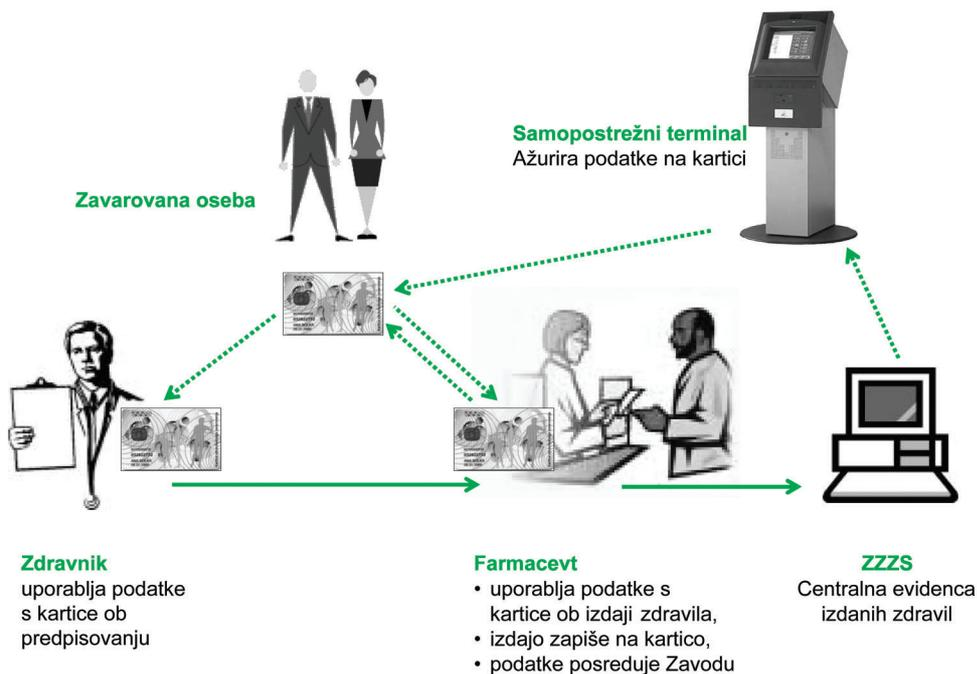 Samopostrežni terminal
Ažurira podatke na kartici
Zavarovana oseba
Zdravnik
uporablja podatke
s kartice ob
predpisovanju
Farmacevt
• uporablja podatke s
kartice ob izdaji zdravila,
• izdajo zapiše na kartico,
• podatke posreduje Zavodu
ZZZS
Centralna evidenca
izdanih zdravil